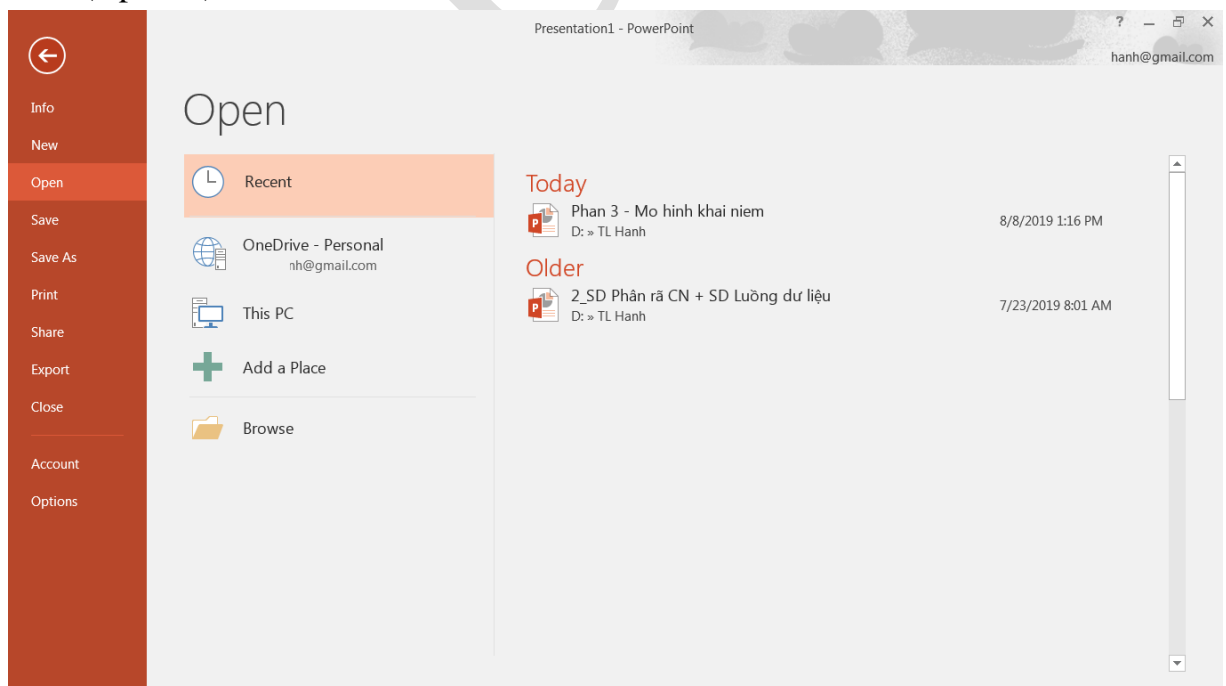 Presentation1 - PowerPoint
?
hanh@gmail.com
Info
New
Open
Save
Save As
Print
Share
Export
Close
Account
Options
Open
Recent
OneDrive - Personal
nh@gmail.com
This PC
Add a Place
Browse
Today
Phan 3 - Mo hinh khai niem
D: » TL Hanh
8/8/2019 1:16 PM
Older
2_SD Phân rã CN + SD Luồng dư liệu
D: » TL Hanh
7/23/2019 8:01 AM